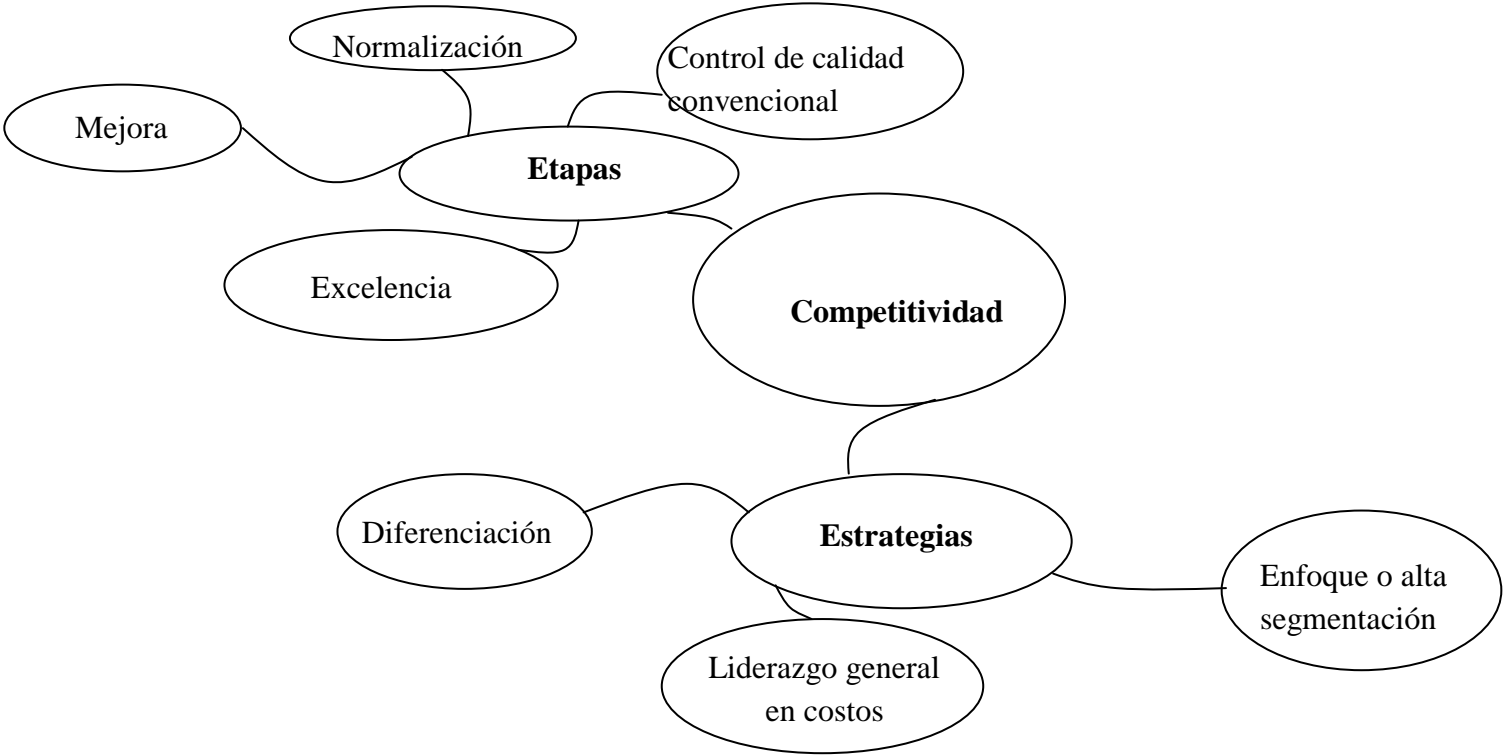 Normalización
Control de calidad
convencional
Mejora
Etapas
Excelencia
Competitividad
Diferenciación
Estrategias
Enfoque o alta
segmentación
Liderazgo general
en costos